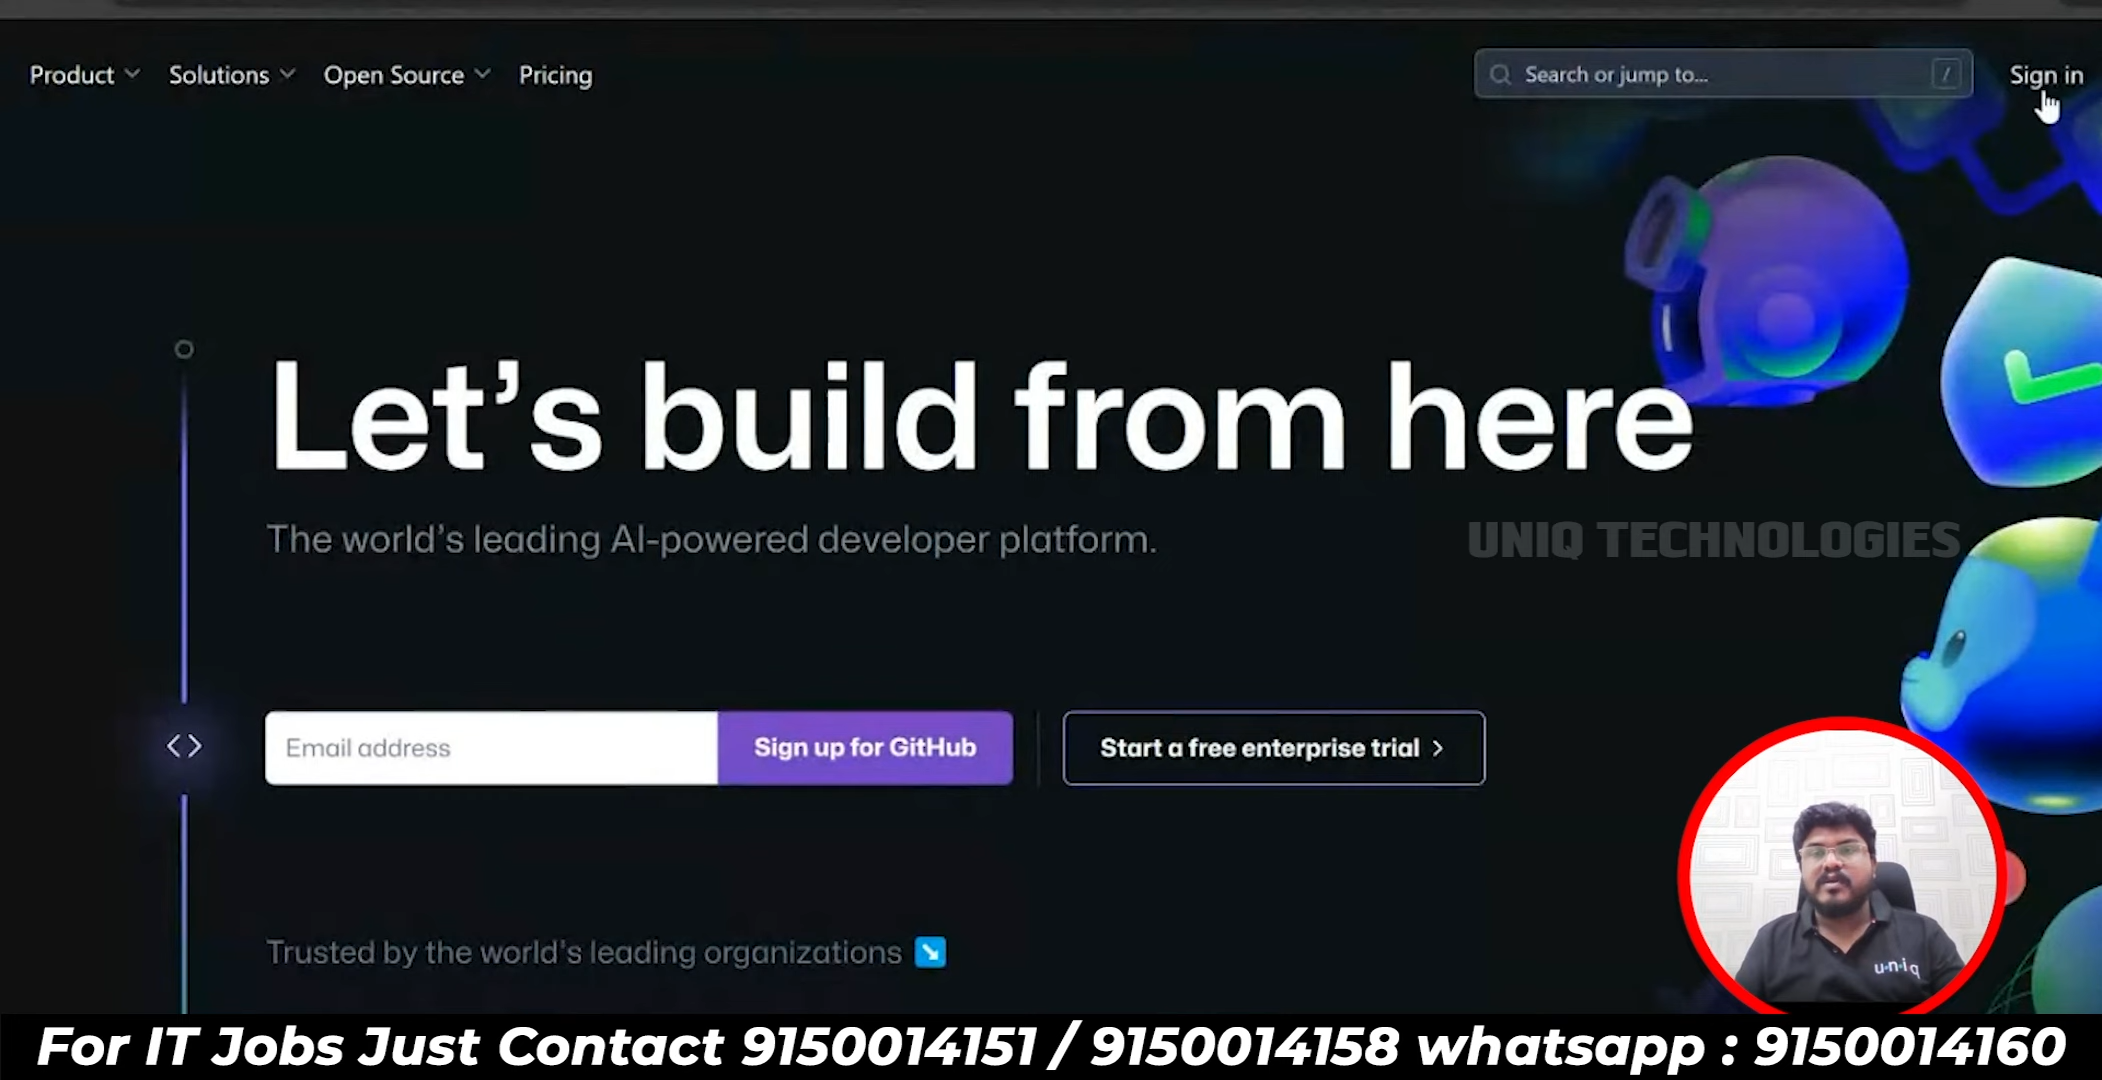 Product Solutions Open Source Pricing Search or jump to... / Sign in
Let's build from here
The world's leading AI-powered developer platform.
UNIQ TECHNOLOGIES
Email address Sign up for GitHub Start a free enterprise trial
Trusted by the world's leading organizations
u·n·i q
For IT Jobs Just Contact 9150014151 / 9150014158 whatsapp : 9150014160